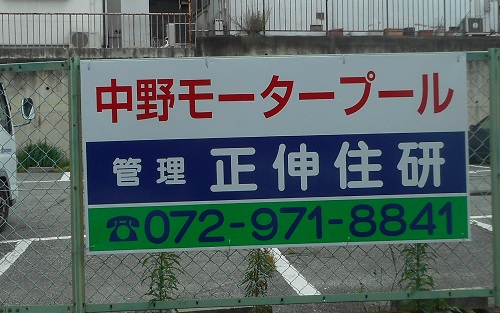 中野モータープール
管理 正伸住研
☎072-971-8841